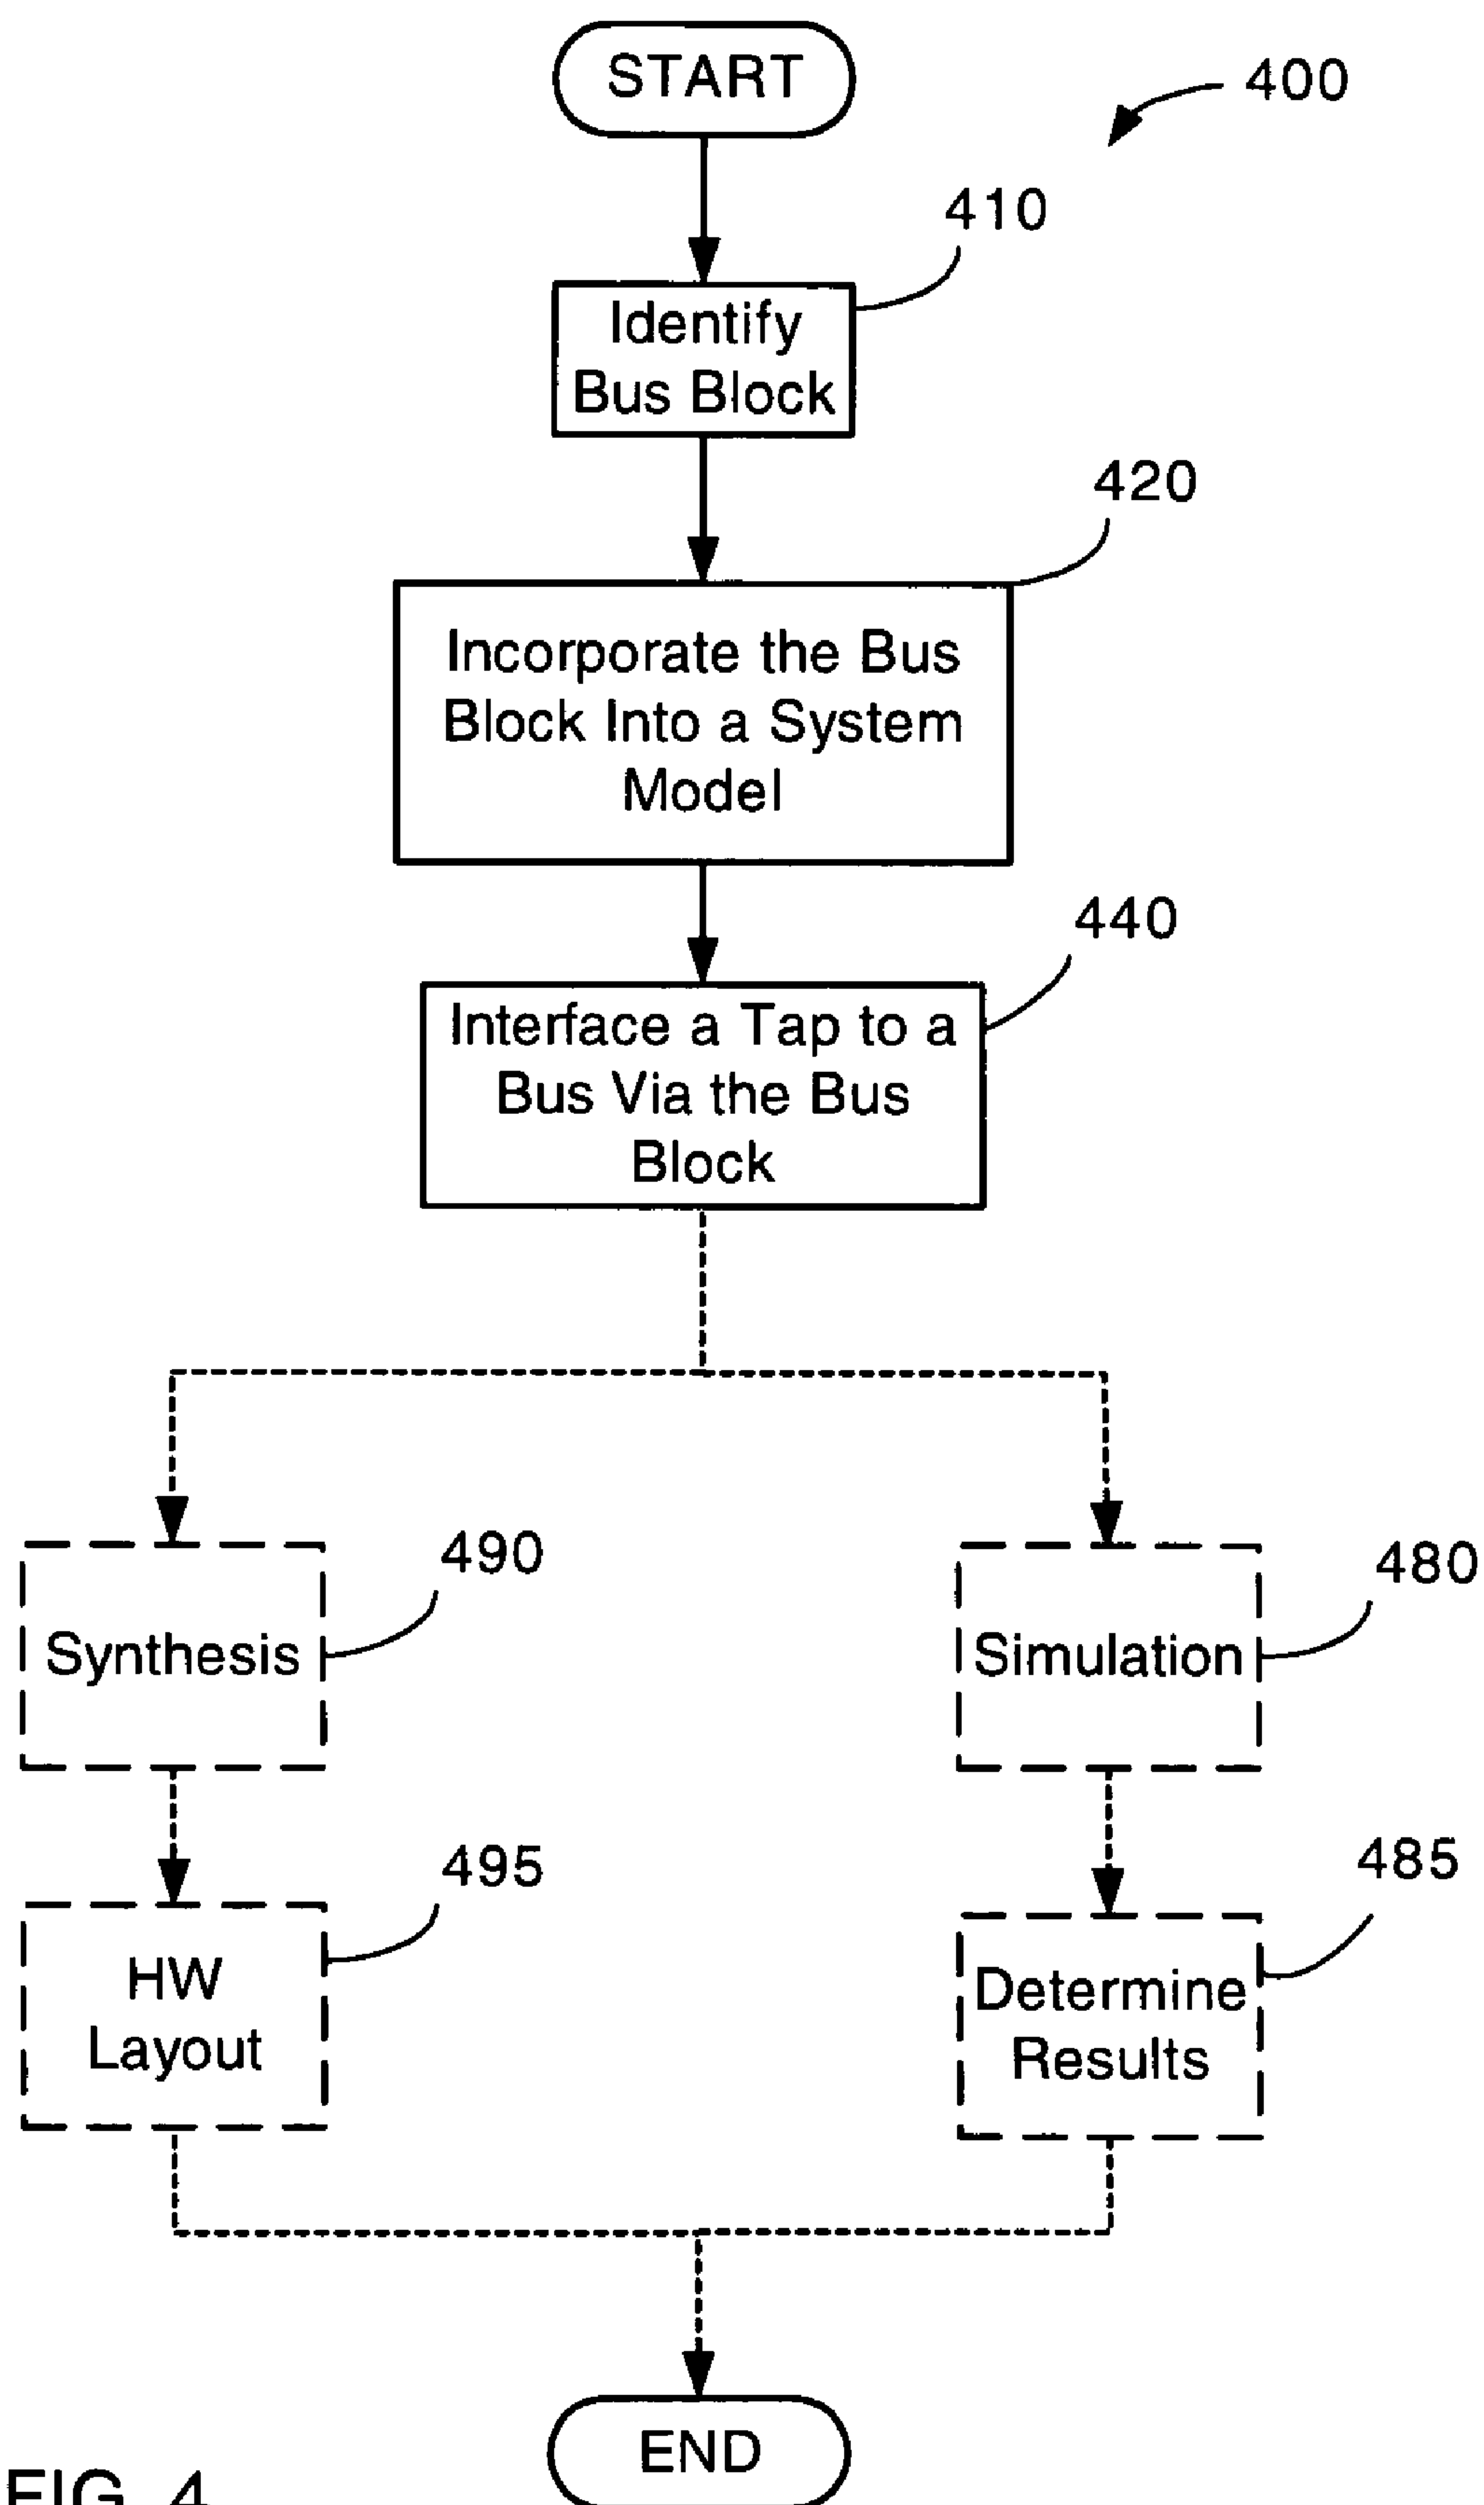 START
400
410
Identify
Bus Block
420
Incorporate the Bus
Block Into a System
Model
440
Interface a Tap to a
Bus Via the Bus
Block
490
480
Synthesis
Simulation
495
485
HW
Layout
Determine
Results
END
FIG. 4